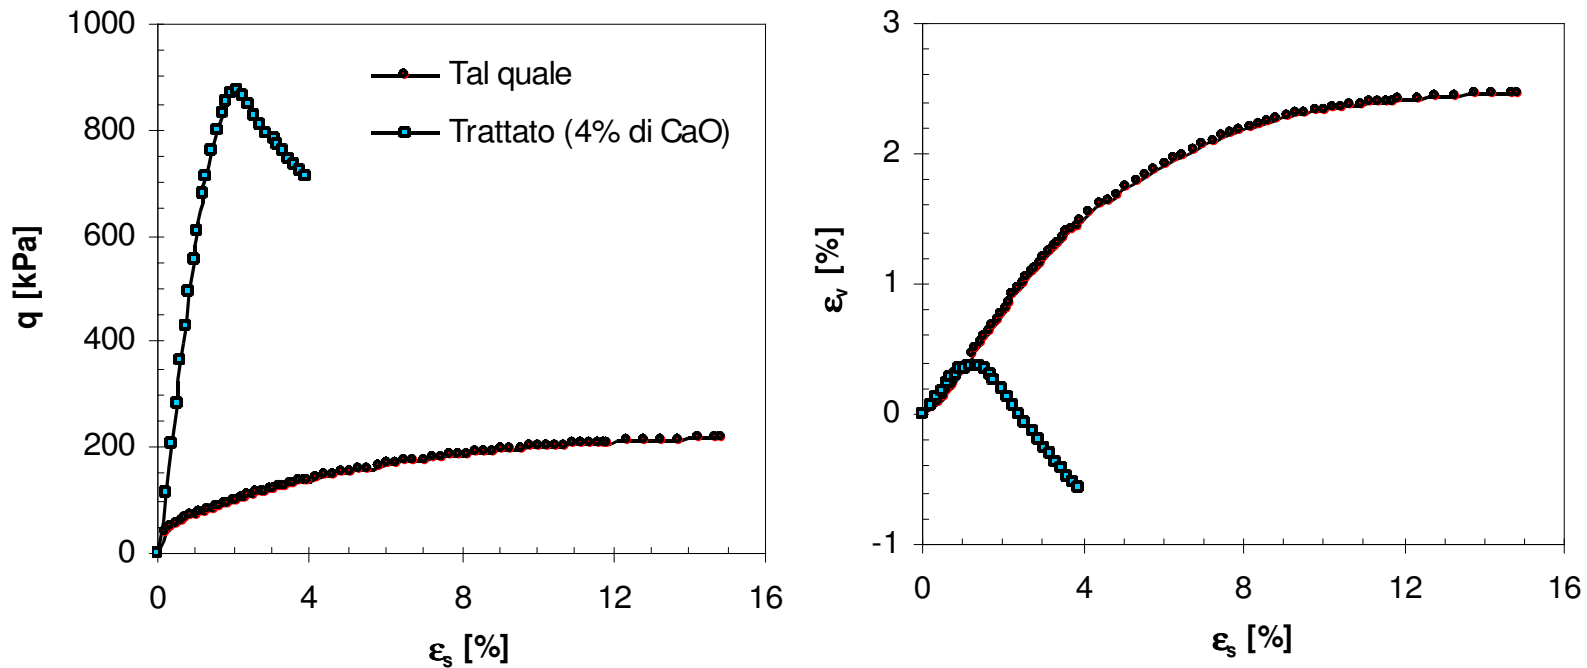 1000
800
600
400
200
0
q [kPa]
Tal quale
Trattato (4% di CaO)
0 4 8 12 16
εs [%]
3
2
1
0
-1
εv [%]
0 4 8 12 16
εs [%]